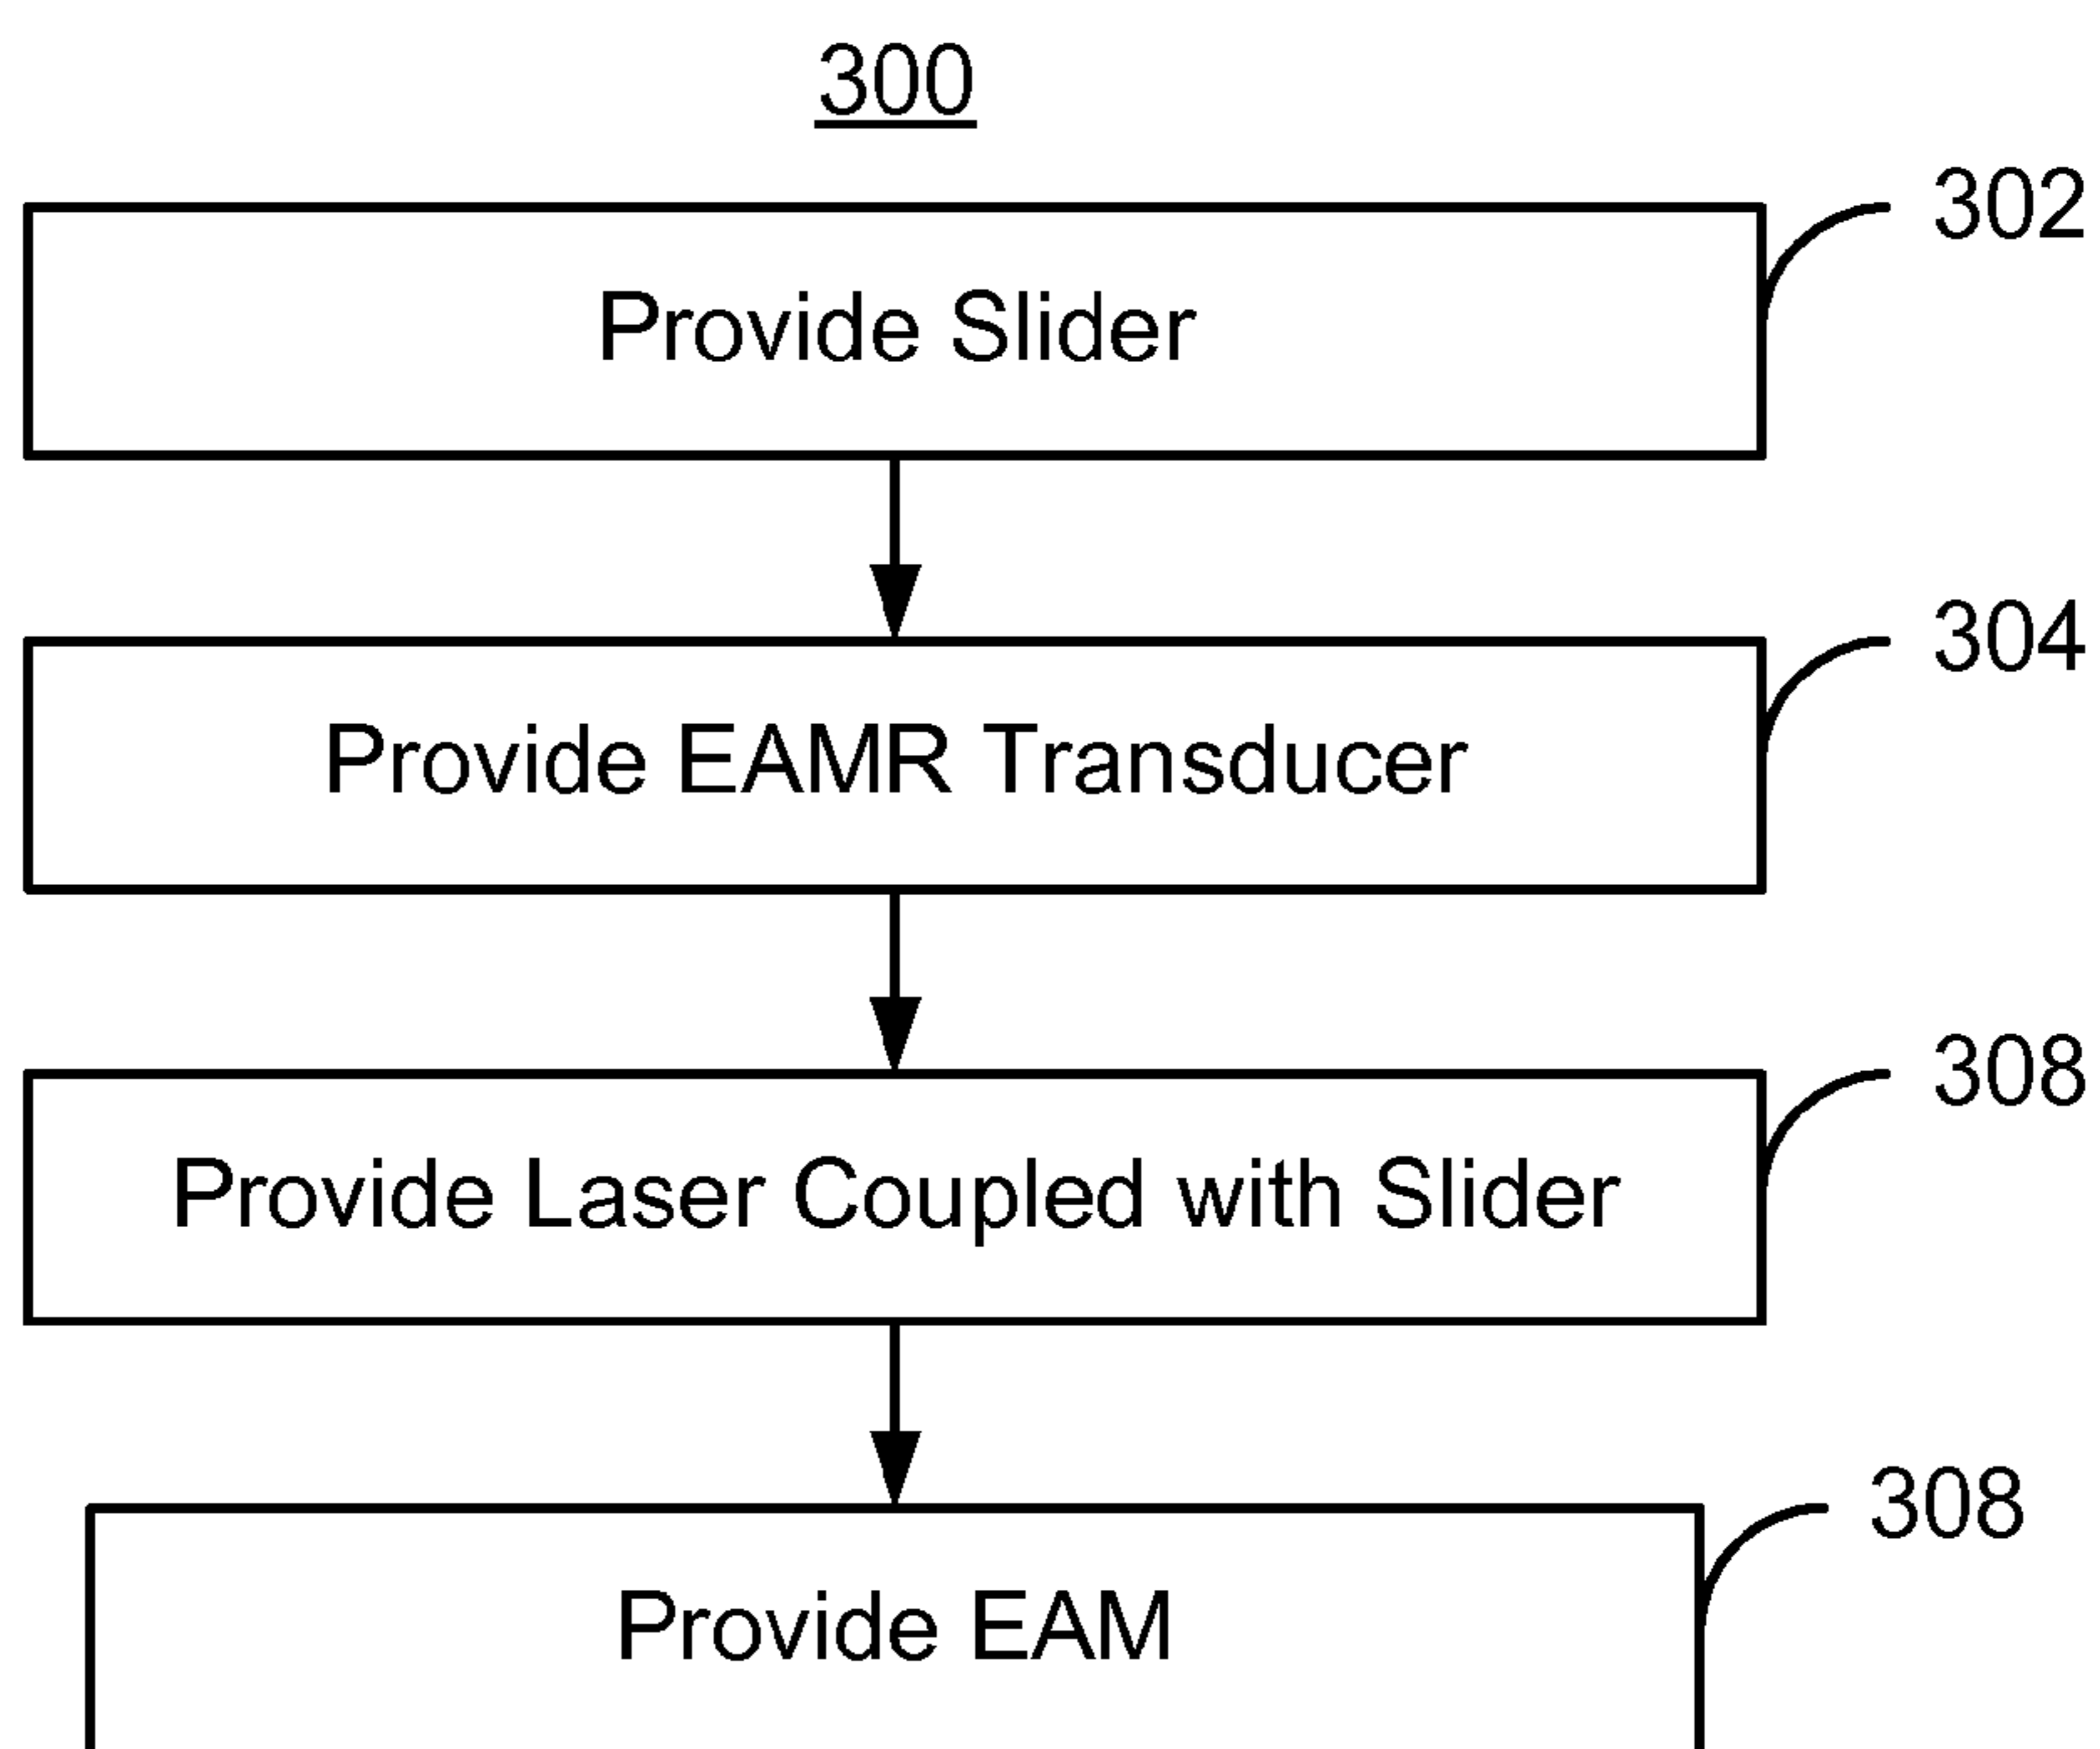 300
302
Provide Slider
304
Provide EAMR Transducer
308
Provide Laser Coupled with Slider
308
Provide EAM